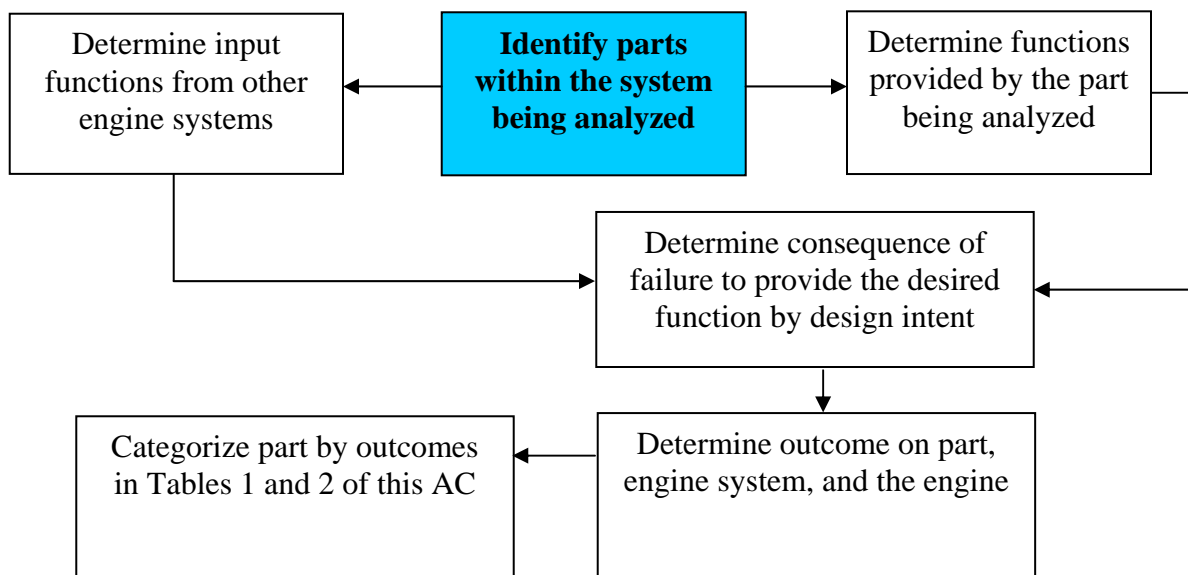 Determine input
functions from other
engine systems
Identify parts
within the system
being analyzed
Determine functions
provided by the part
being analyzed
Determine consequence of
failure to provide the desired
function by design intent
Categorize part by outcomes
in Tables 1 and 2 of this AC
Determine outcome on part,
engine system, and the engine